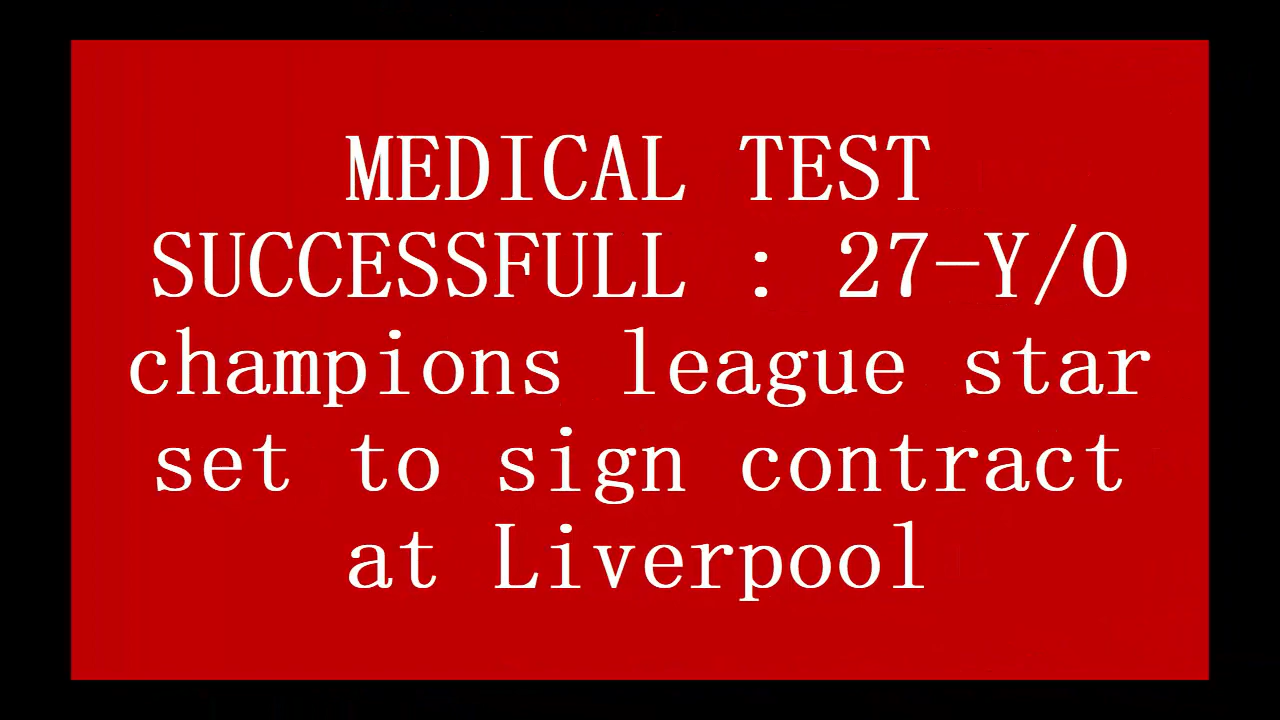 MEDICAL TEST
SUCCESSFULL : 27-Y/O
champions league star
set to sign contract
at Liverpool